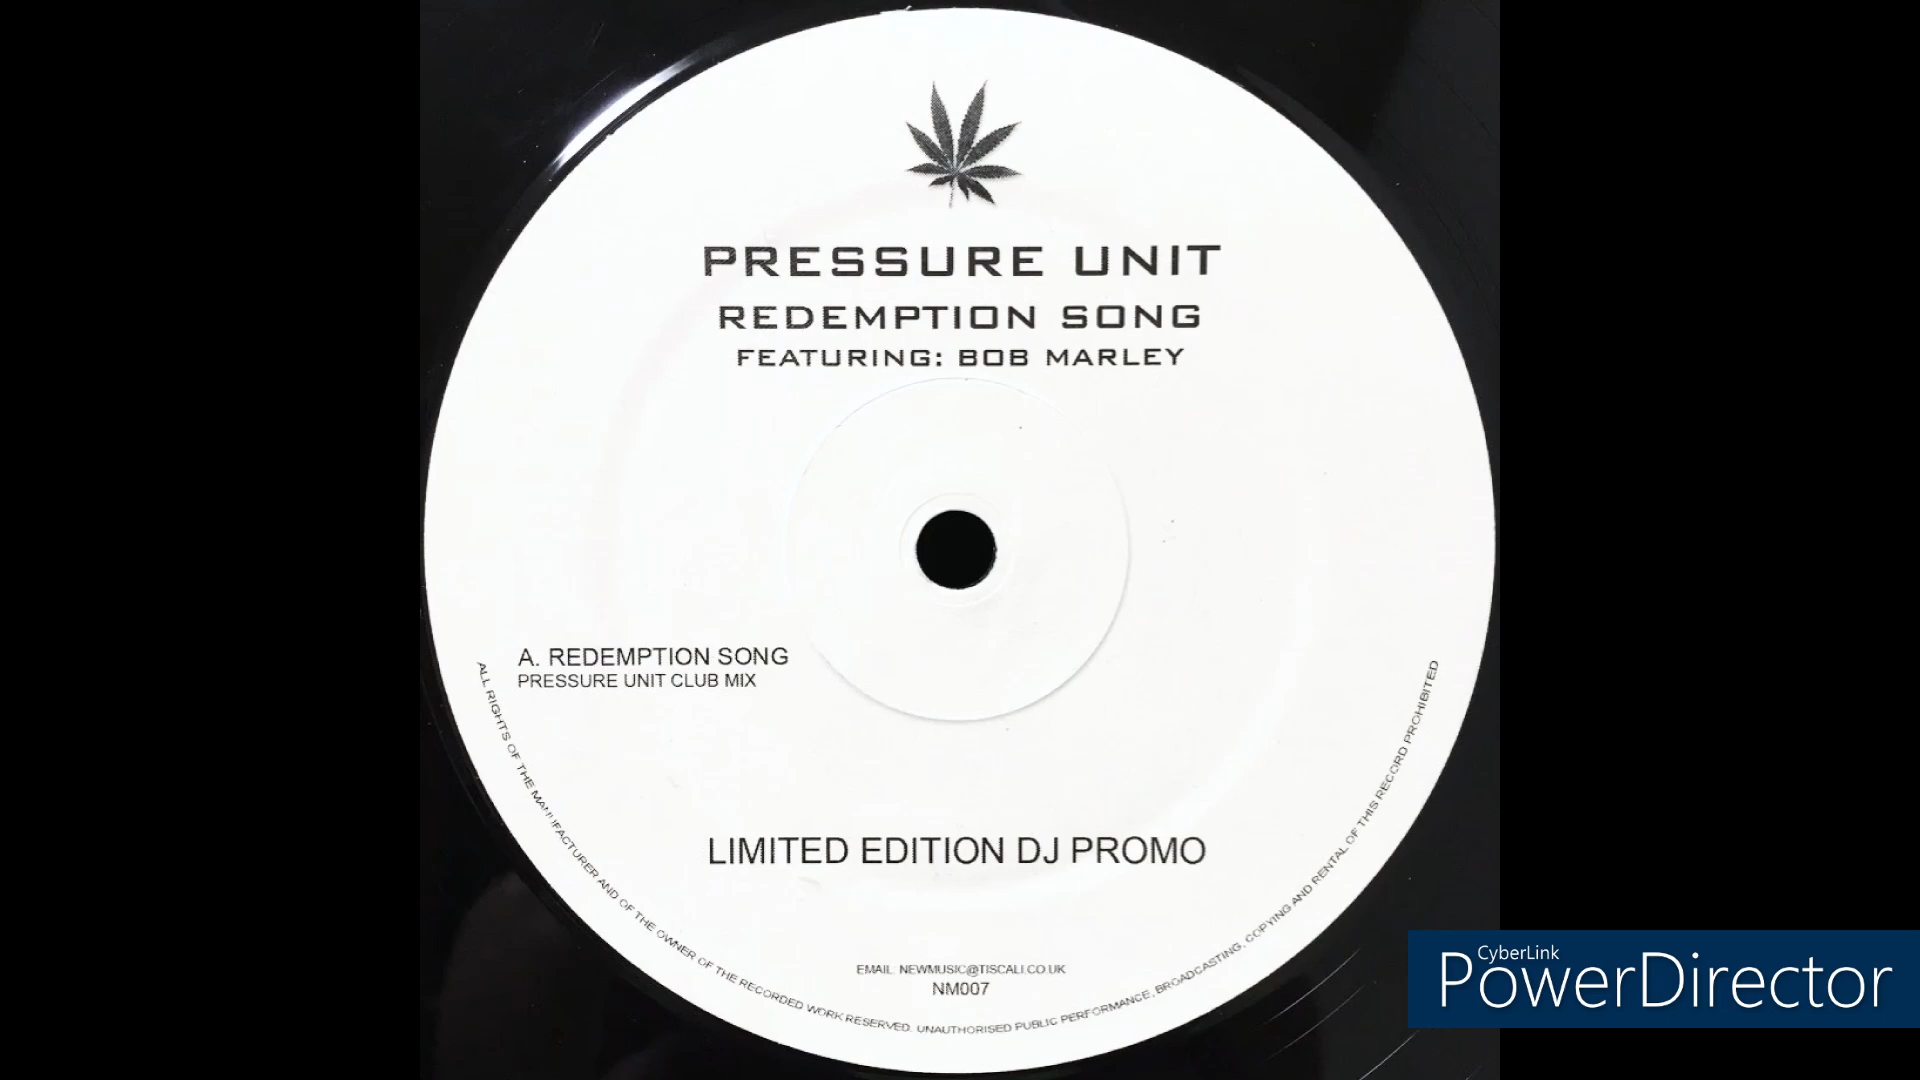 PRESSURE UNIT
REDEMPTION SONG
FEATURING: BOB MARLEY
A. REDEMPTION SONG
PRESSURE UNIT CLUB MIX
LIMITED EDITION DJ PROMO
EMAIL. NEWMUSIC@TISCALI.CO.UK
NM007
ALL RIGHTS OF THE MANUFACTURER AND OF THE OWNER OF THE RECORDED WORK RESERVED. UNAUTHORISED PUBLIC PERFORMANCE, BROADCASTING, COPYING AND RENTAL OF THIS RECORD PROHIBITED
CyberLink
PowerDirector